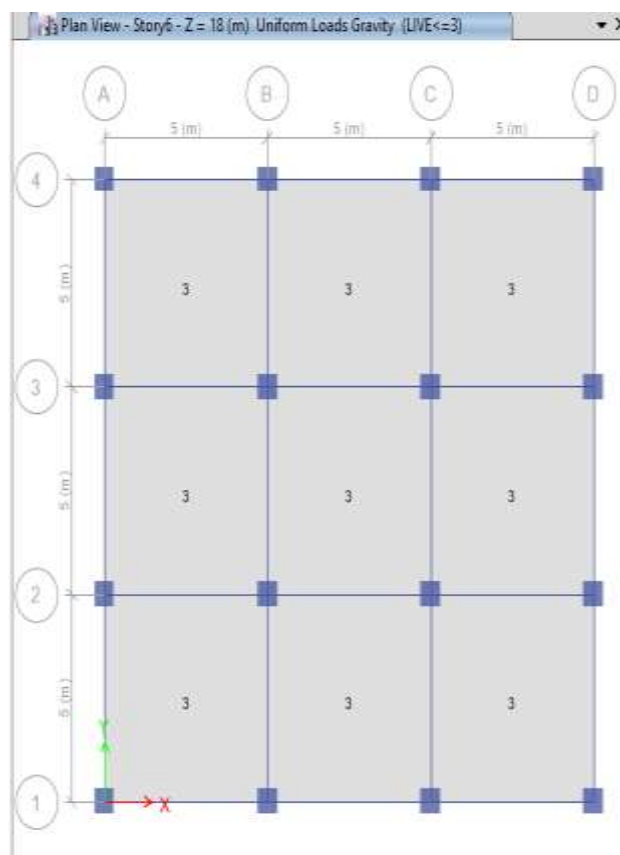 Plan View - Story6 - Z = 18 (m) Uniform Loads Gravity (LIVE<=3)
A B C D
5 (m) 5 (m) 5 (m)
4
5 (m)
3 3 3
3
5 (m)
3 3 3
2
5 (m)
3 3 3
Y
1
X